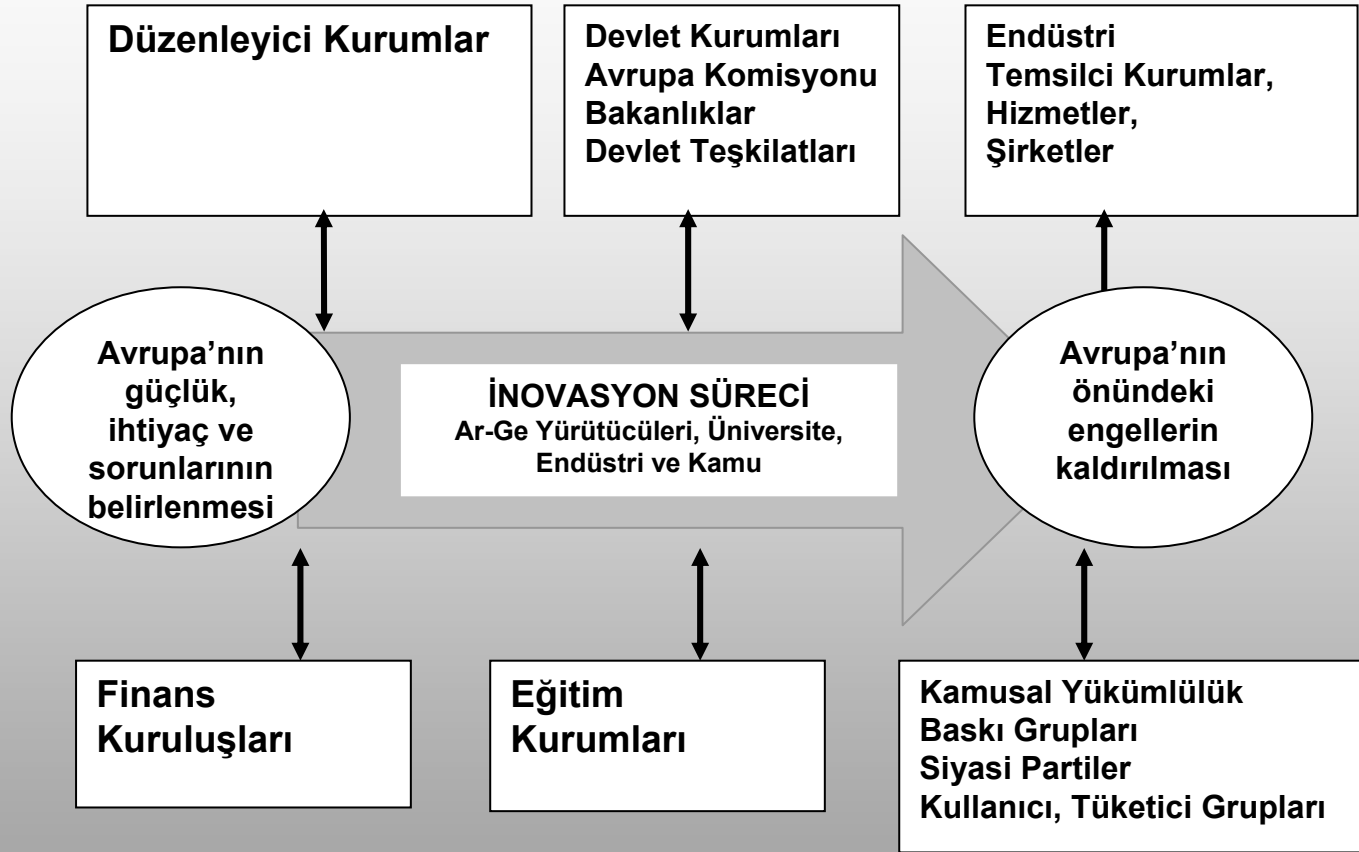 Düzenleyici Kurumlar
Devlet Kurumları
Avrupa Komisyonu
Bakanlıklar
Devlet Teşkilatları
Endüstri
Temsilci Kurumlar,
Hizmetler,
Şirketler
Avrupa’nın
güçlük,
ihtiyaç ve
sorunlarının
belirlenmesi
İNOVASYON SÜRECİ
Ar-Ge Yürütücüleri, Üniversite,
Endüstri ve Kamu
Avrupa’nın
önündeki
engellerin
kaldırılması
Finans
Kuruluşları
Eğitim
Kurumları
Kamusal Yükümlülük
Baskı Grupları
Siyasi Partiler
Kullanıcı, Tüketici Grupları